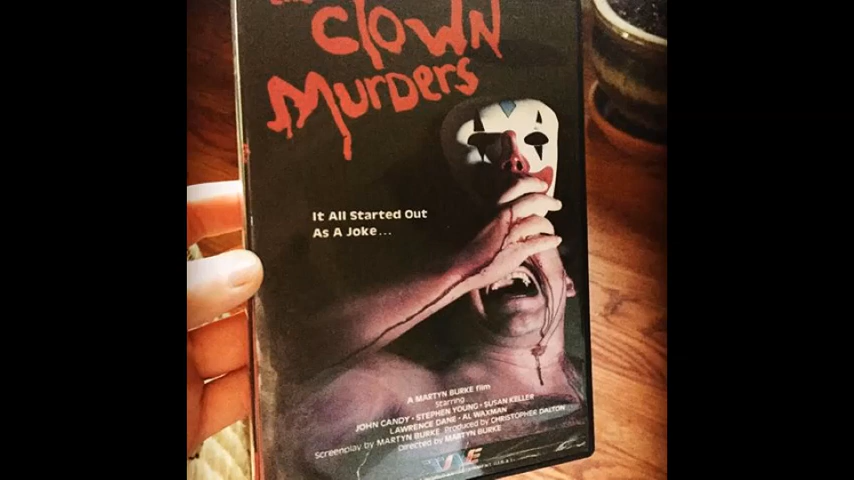 CLOWN
MURDERS
It All Started Out
As A Joke...
A MARTYN BURKE Film
Starring
JOHN CANDY • STEPHEN YOUNG • SUSAN KELLER
LAWRENCE DANE • AL WAXMAN
Screenplay by MARTYN BURKE Produced by CHRISTOPHER DALTON
Directed by MARTYN BURKE